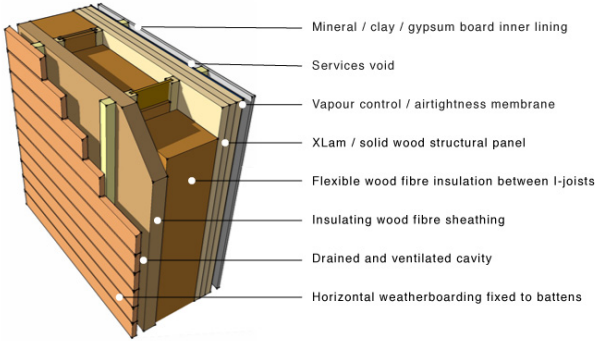 Mineral / clay / gypsum board inner lining
Services void
Vapour control / airtightness membrane
XLam / solid wood structural panel
Flexible wood fibre insulation between I-joists
Insulating wood fibre sheathing
Drained and ventilated cavity
Horizontal weatherboarding fixed to battens